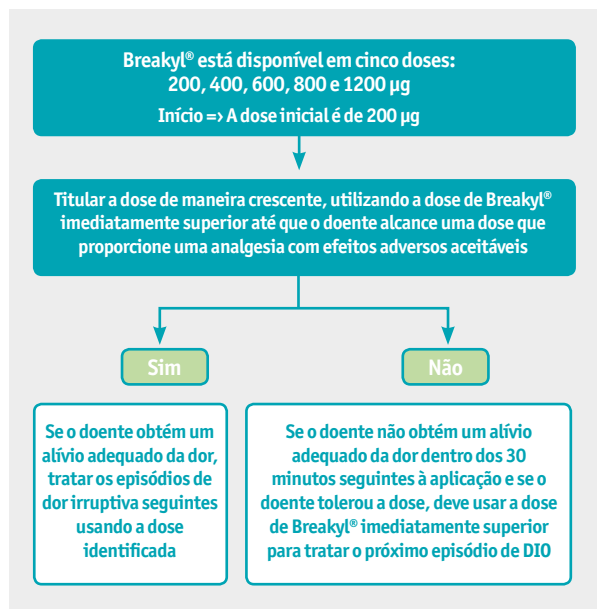 Breakyl® está disponível em cinco doses:
200, 400, 600, 800 e 1200 µg
Início => A dose inicial é de 200 µg
Titular a dose de maneira crescente, utilizando a dose de Breakyl®
imediatamente superior até que o doente alcance uma dose que
proporcione uma analgesia com efeitos adversos aceitáveis
Sim
Não
Se o doente obtém um
alívio adequado da dor,
tratar os episódios de
dor irruptiva seguintes
usando a dose
identificada
Se o doente não obtém um alívio
adequado da dor dentro dos 30
minutos seguintes à aplicação e se o
doente tolerou a dose, deve usar a dose
de Breakyl® imediatamente superior
para tratar o próximo episódio de DIO